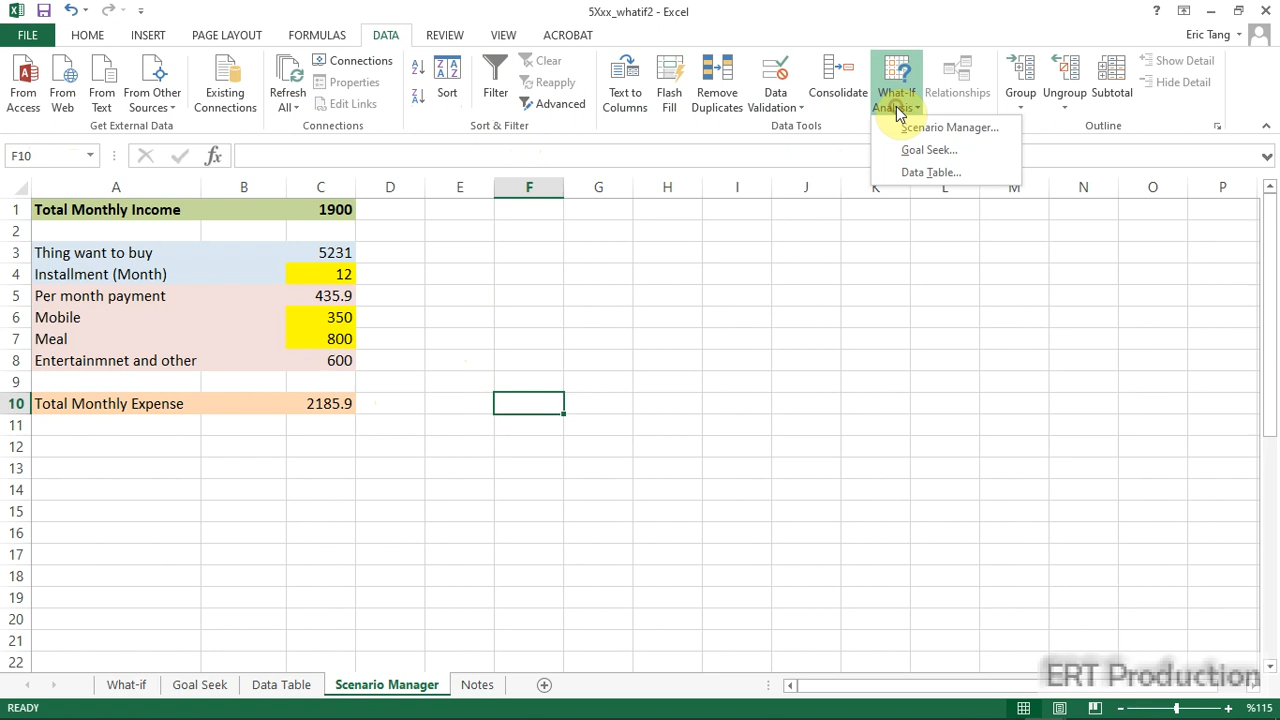 5Xxx_whatif2 - Excel
?
FILE HOME INSERT PAGE LAYOUT FORMULAS DATA REVIEW VIEW ACROBAT Eric Tang
From Access
From Web
From Text
From Other Sources
Existing Connections
Get External Data
Refresh All
Connections
Properties
Edit Links
Connections
Sort
Filter
Clear
Reapply
Advanced
Sort & Filter
Text to Columns
Flash Fill
Remove Duplicates
Data Validation
Consolidate
What-If Analysis
Relationships
Data Tools
Group
Ungroup
Subtotal
Show Detail
Hide Detail
Outline
Scenario Manager...
Goal Seek...
Data Table...
F10 fx
A B C D E F G H I J K L M N O P
1 Total Monthly Income 1900
2
3 Thing want to buy 5231
4 Installment (Month) 12
5 Per month payment 435.9
6 Mobile 350
7 Meal 800
8 Entertainmnet and other 600
9
10 Total Monthly Expense 2185.9
11
12
13
14
15
16
17
18
19
20
21
22
ERT Production
What-if Goal Seek Data Table Scenario Manager Notes
READY %115